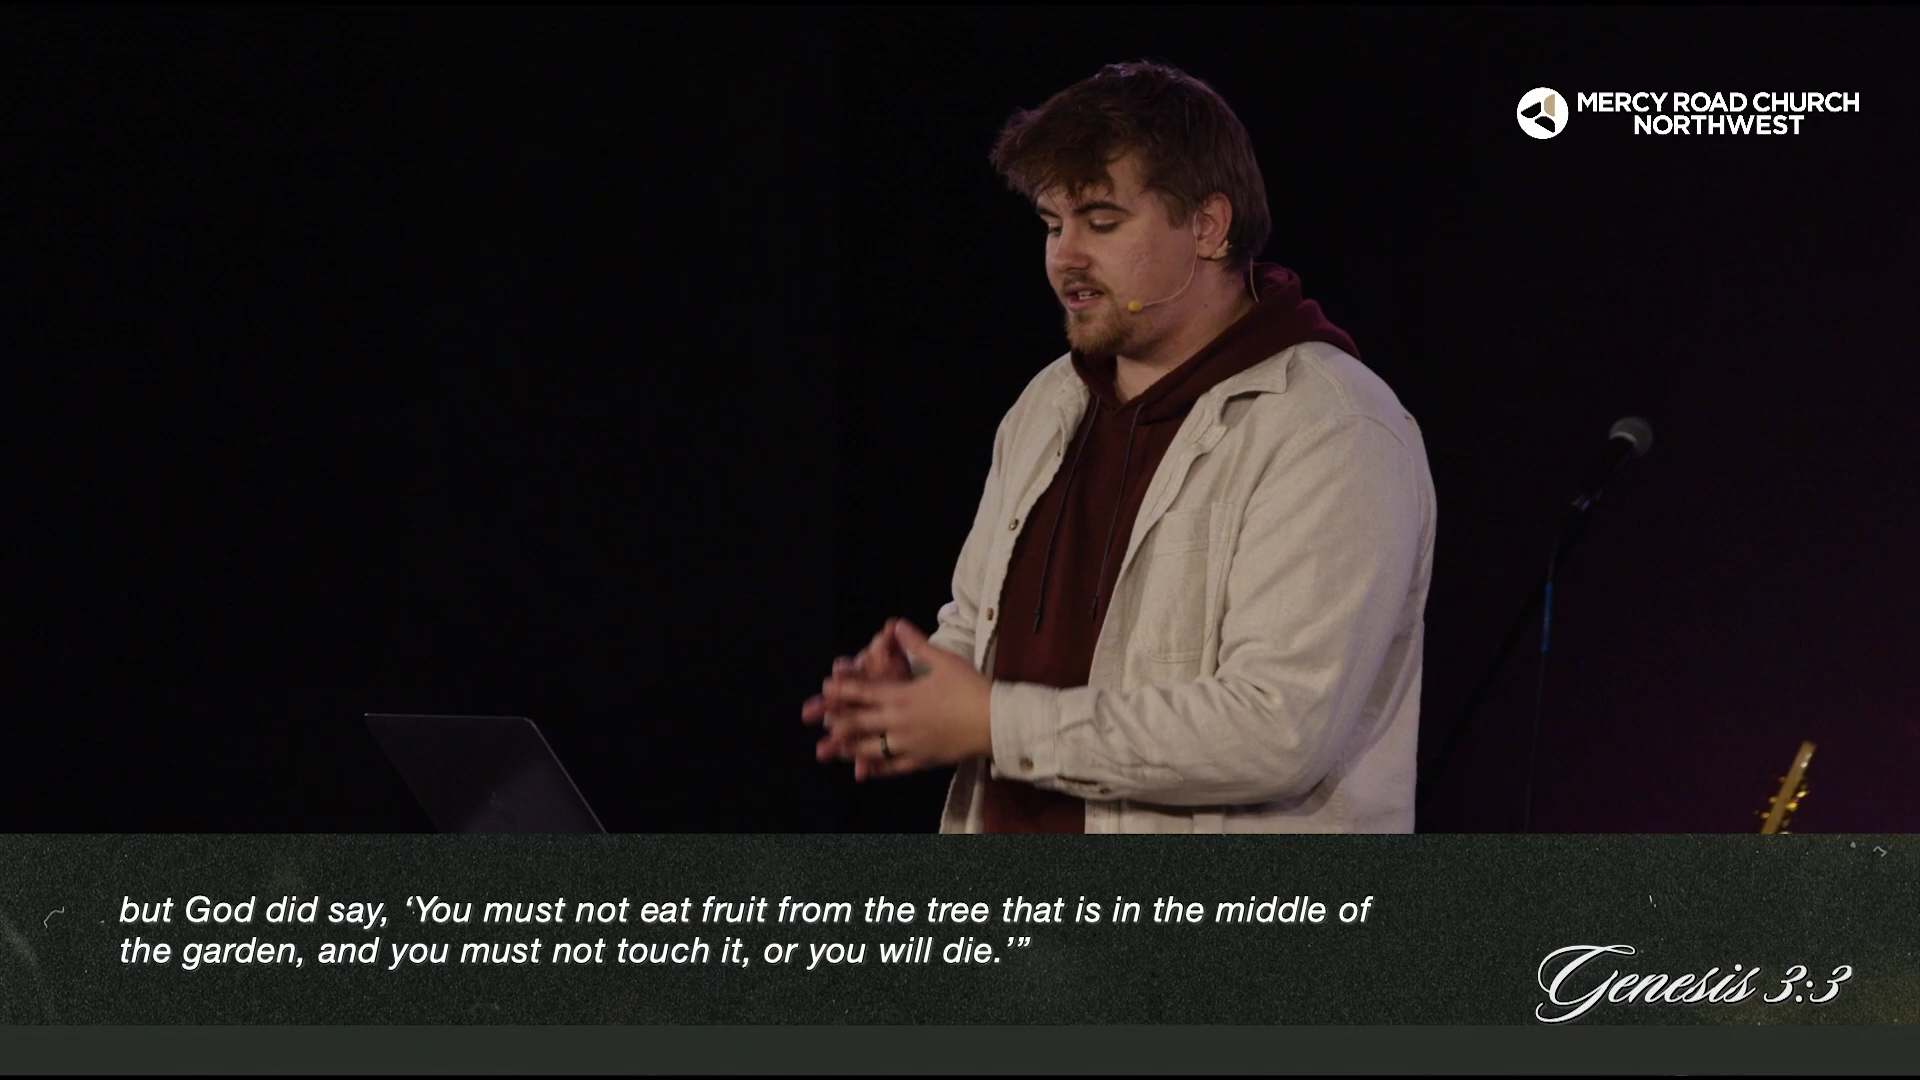 MERCY ROAD CHURCH
NORTHWEST
but God did say, ‘You must not eat fruit from the tree that is in the middle of
the garden, and you must not touch it, or you will die.’”
Genesis 3:3